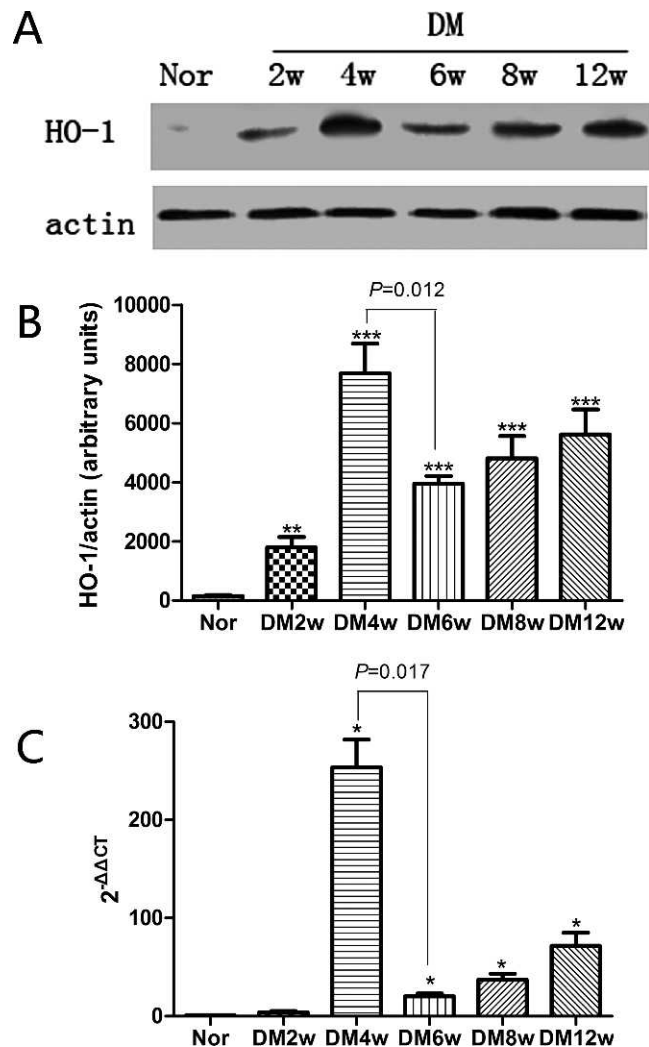 A
DM
Nor 2w 4w 6w 8w 12w
HO-1
actin
B
P=0.012
HO-1/actin (arbitrary units)
10000
8000
6000
4000
2000
0
**
***
***
***
***
Nor DM2w DM4w DM6w DM8w DM12w
C
P=0.017
2-ΔΔCT
300
200
100
0
*
*
*
*
Nor DM2w DM4w DM6w DM8w DM12w